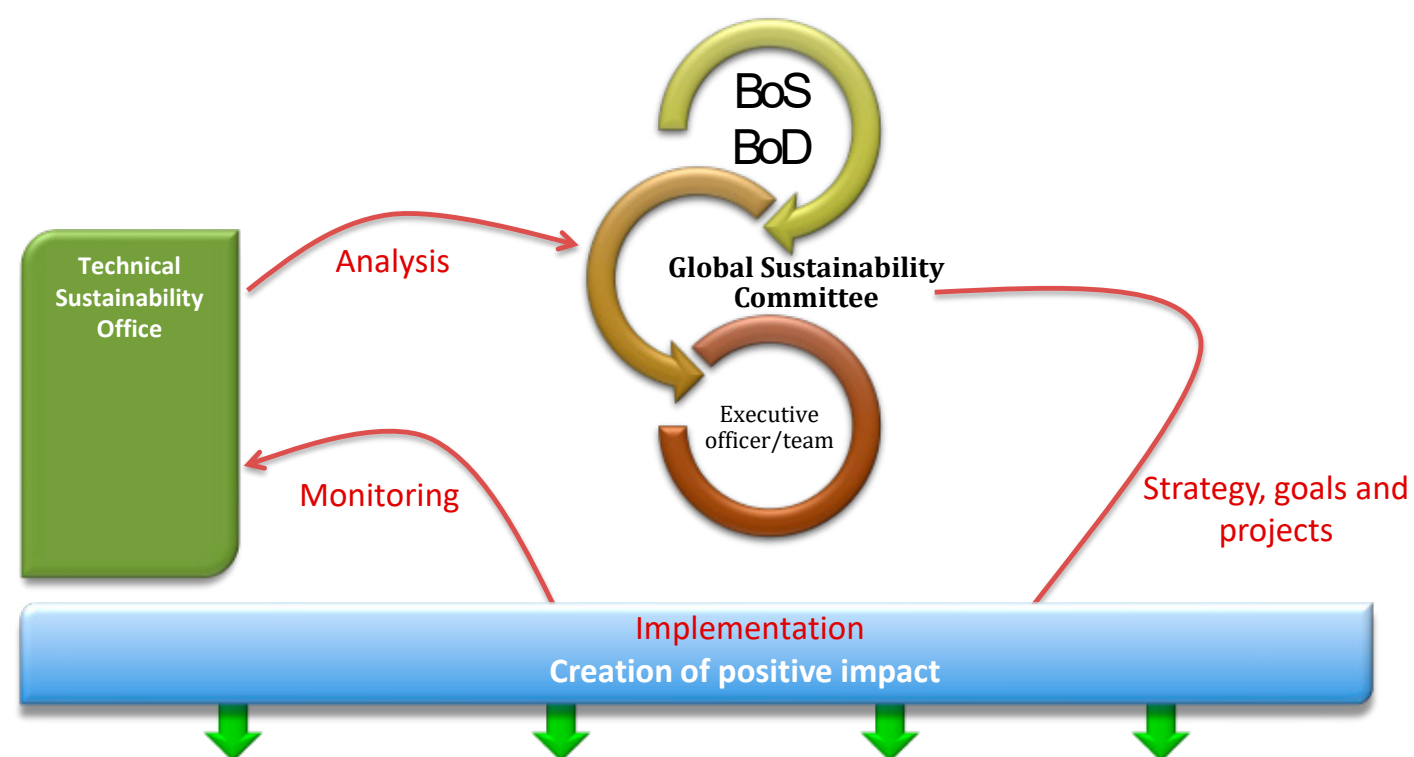 BoS
BoD
Technical
Sustainability
Office
Analysis
Global Sustainability
Committee
Executive
officer/team
Monitoring
Strategy, goals and
projects
Implementation
Creation of positive impact